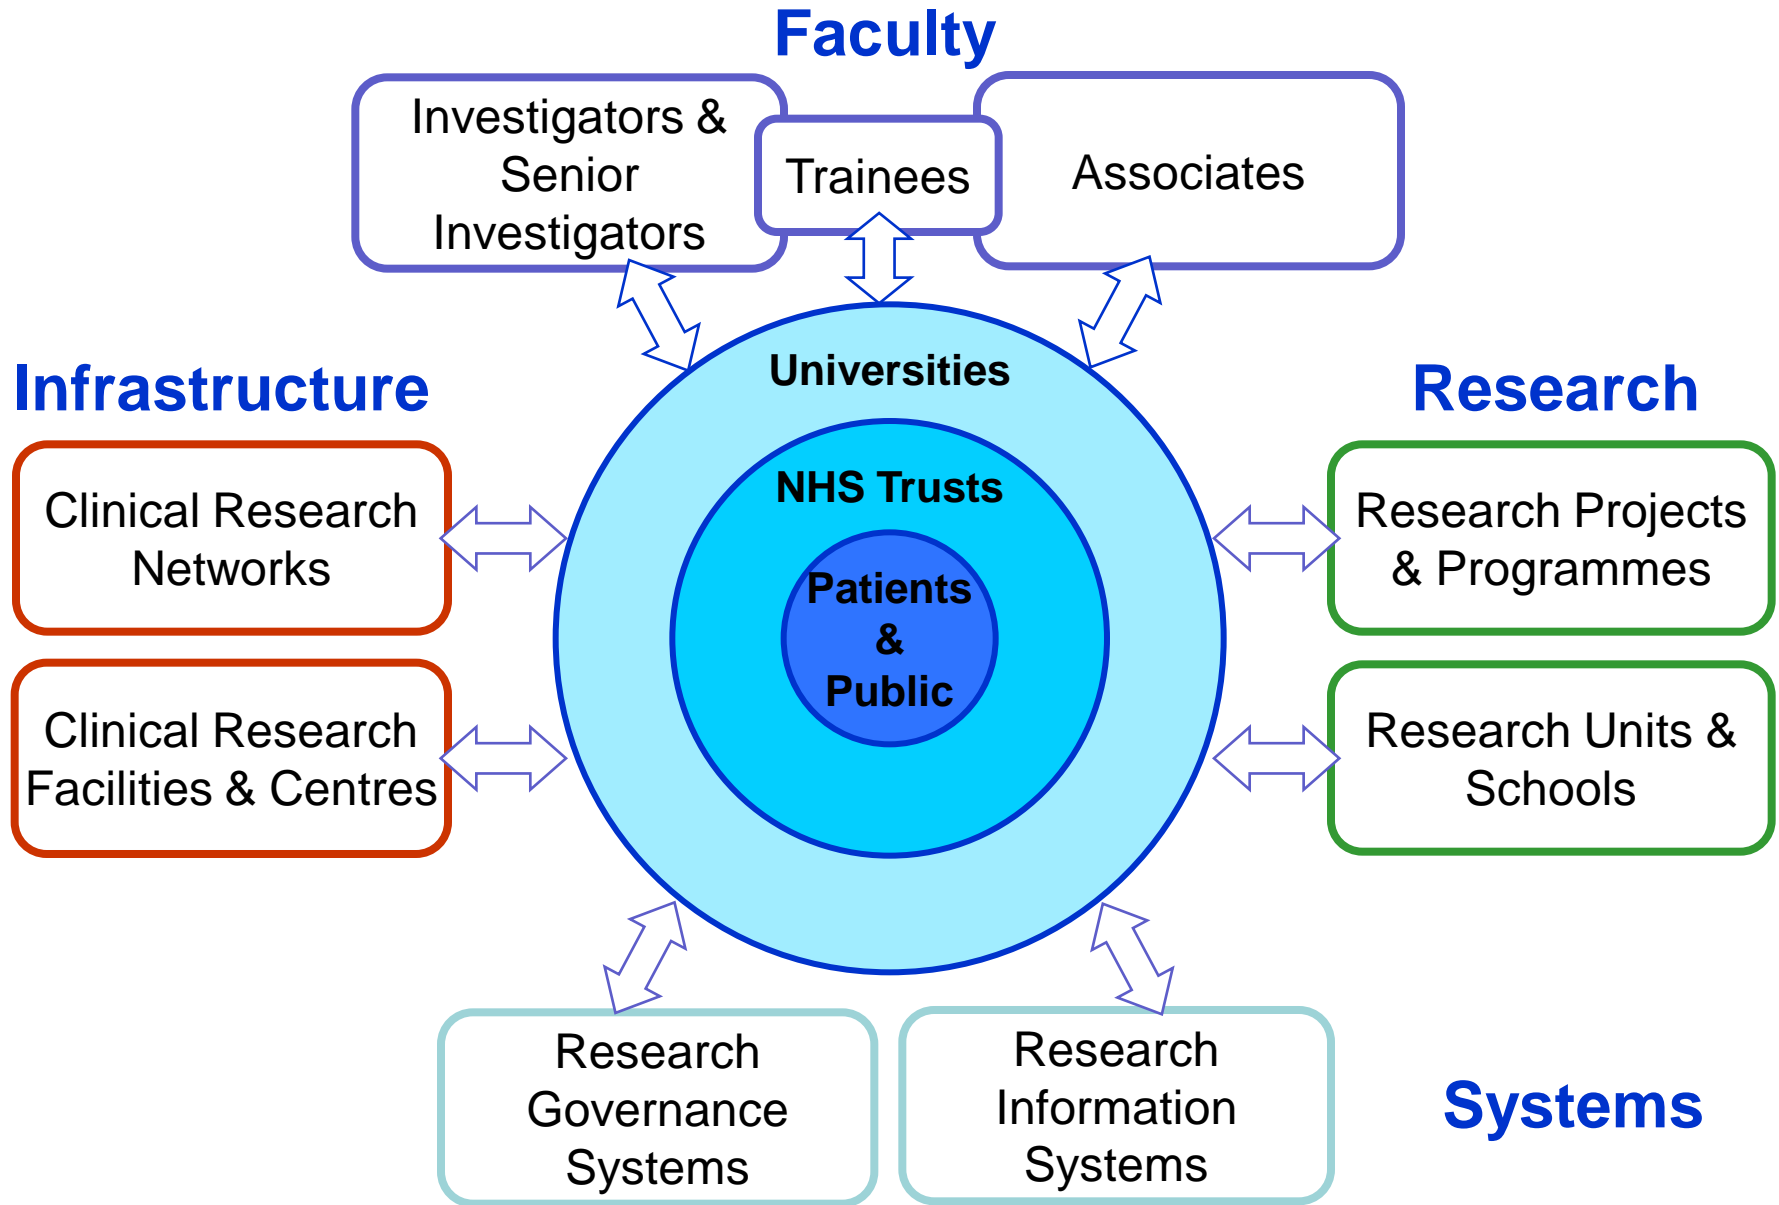 Faculty
Investigators &
Senior
Investigators
Trainees
Associates
Infrastructure
Clinical Research
Networks
Clinical Research
Facilities & Centres
Universities
NHS Trusts
Patients
&
Public
Research
Research Projects
& Programmes
Research Units &
Schools
Research
Governance
Systems
Research
Information
Systems
Systems